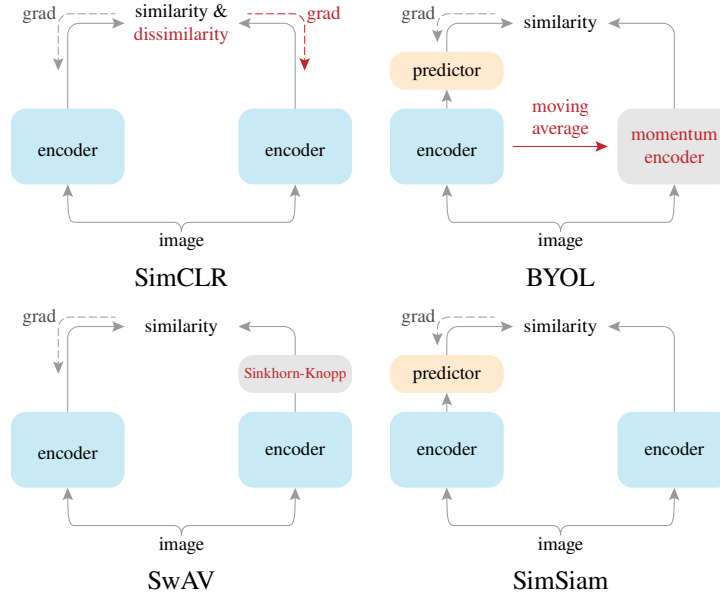 grad
similarity &
dissimilarity
grad
encoder
encoder
image
SimCLR
grad
similarity
predictor
encoder
moving
average
momentum
encoder
image
BYOL
grad
similarity
Sinkhorn-Knopp
encoder
encoder
image
SwAV
grad
similarity
predictor
encoder
encoder
image
SimSiam